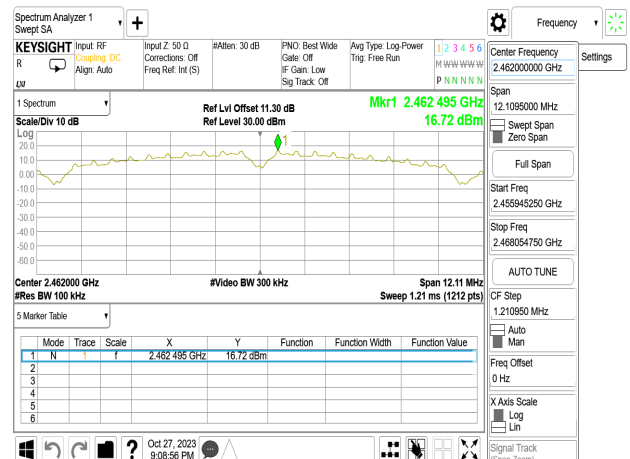 Spectrum Analyzer 1
Swept SA
Frequency
KEYSIGHT
R
LXI
Input: RF
Coupling: DC
Align: Auto
Input Z: 50 Ω
Corrections: Off
Freq Ref: Int (S)
#Atten: 30 dB
PNO: Best Wide
Gate: Off
IF Gain: Low
Sig Track: Off
Avg Type: Log-Power
Trig: Free Run
1 2 3 4 5 6
M W W W W W
P N N N N N
1 Spectrum
Scale/Div 10 dB
Ref Lvl Offset 11.30 dB
Ref Level 30.00 dBm
Mkr1 2.462 495 GHz
16.72 dBm
Log
20.0
10.0
0.00
-10.0
-20.0
-30.0
-40.0
-50.0
-60.0
1
Center 2.462000 GHz
#Res BW 100 kHz
#Video BW 300 kHz
Span 12.11 MHz
Sweep 1.21 ms (1212 pts)
5 Marker Table
Mode Trace Scale X Y Function Function Width Function Value
1 N 1 f 2.462 495 GHz 16.72 dBm
2
3
4
5
6
Oct 27, 2023
9:08:56 PM
Center Frequency
2.462000000 GHz
Settings
Span
12.1095000 MHz
Swept Span
Zero Span
Full Span
Start Freq
2.455945250 GHz
Stop Freq
2.468054750 GHz
AUTO TUNE
CF Step
1.210950 MHz
Auto
Man
Freq Offset
0 Hz
X Axis Scale
Log
Lin
Signal Track
(Span Zoom)